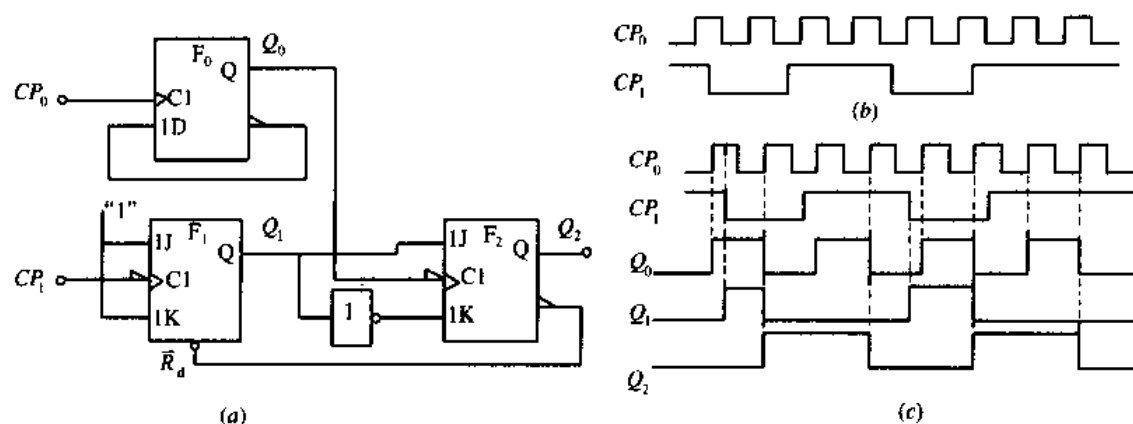 F₀
Q
Q₀
CP₀
C1
1D
"1"
1J
F₁
Q
Q₁
CP₁
C1
1K
R̄d
1
1J
F₂
Q
Q₂
C1
1K
(a)
CP₀
CP₁
(b)
CP₀
CP₁
Q₀
Q₁
Q₂
(c)